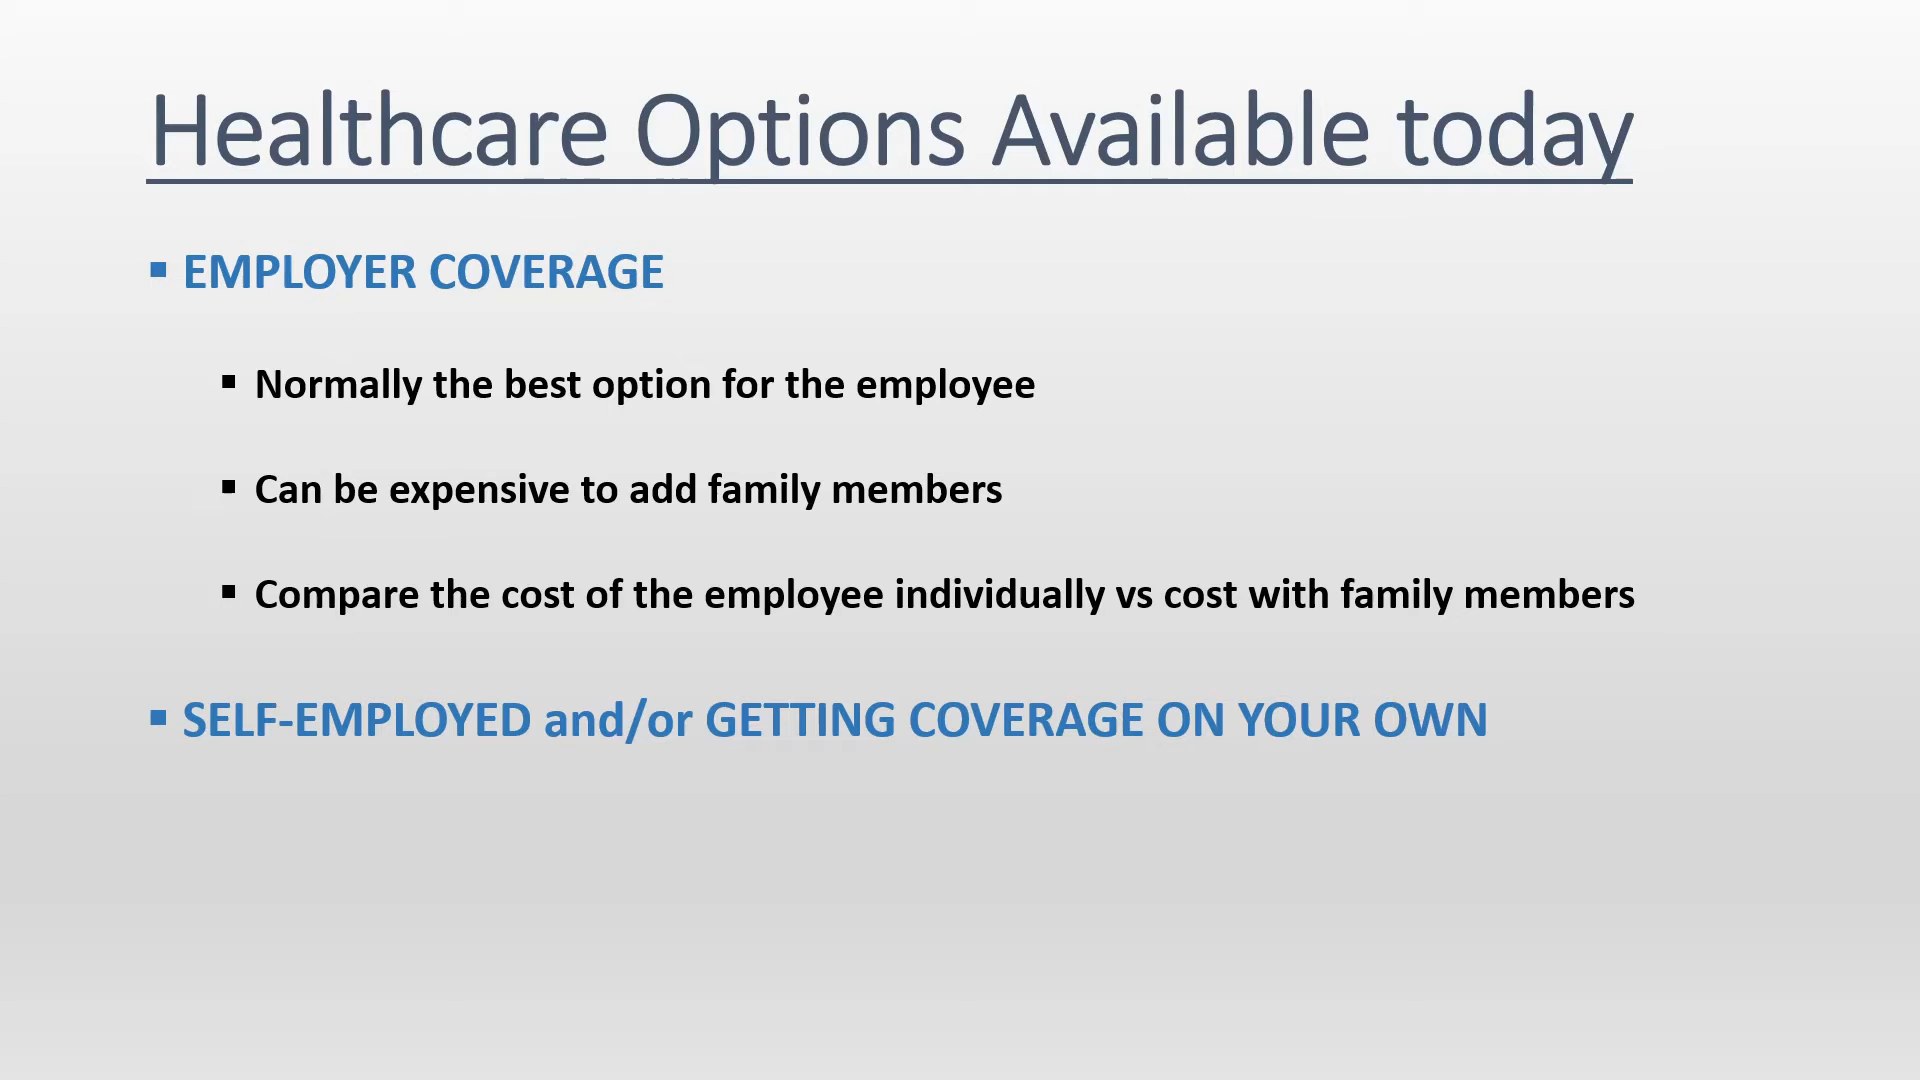 Healthcare Options Available today
▪ EMPLOYER COVERAGE
▪ Normally the best option for the employee
▪ Can be expensive to add family members
▪ Compare the cost of the employee individually vs cost with family members
▪ SELF-EMPLOYED and/or GETTING COVERAGE ON YOUR OWN